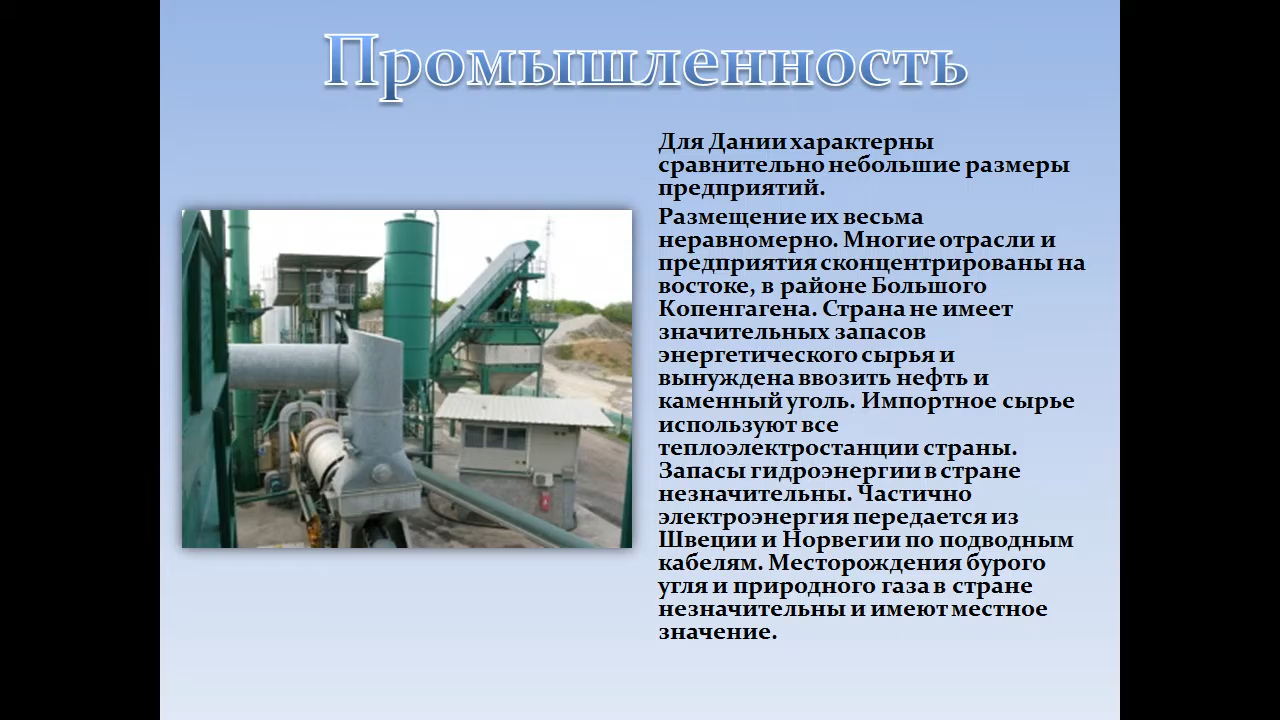 Промышленность
Для Дании характерны
сравнительно небольшие размеры
предприятий.
Размещение их весьма
неравномерно. Многие отрасли и
предприятия сконцентрированы на
востоке, в районе Большого
Копенгагена. Страна не имеет
значительных запасов
энергетического сырья и
вынуждена ввозить нефть и
каменный уголь. Импортное сырье
используют все
теплоэлектростанции страны.
Запасы гидроэнергии в стране
незначительны. Частично
электроэнергия передается из
Швеции и Норвегии по подводным
кабелям. Месторождения бурого
угля и природного газа в стране
незначительны и имеют местное
значение.